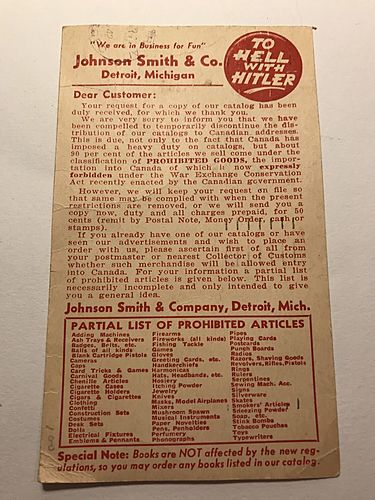 "We are in Business for Fun"
Johnson Smith & Co.
Detroit, Michigan
TO
HELL
WITH
HITLER
Dear Customer:
Your request for a copy of our catalog has been
duly received, for which we thank you.
We are very sorry to inform you that we have
been compelled to temporarily discontinue the dis-
tribution of our catalogs to Canadian addresses.
This is due, not only to the fact that Canada has
imposed a heavy duty on catalogs, but about
90 per cent of the articles we sell come under the
classification of PROHIBITED GOODS, the impor-
tation into Canada of which is now expressly
forbidden under the War Exchange Conservation
Act recently enacted by the Canadian government.
However, we will keep your request on file so
that same may be complied with when the present
restrictions are removed, or we will send you a
copy now, duty and all charges prepaid, for 50
cents (remit by Postal Note, Money Order, cash or
stamps).
If you already have one of our catalogs or have
seen our advertisements and wish to place an
order with us, please ascertain first of all from
your postmaster or nearest Collector of Customs
whether such merchandise will be allowed entry
into Canada. For your information a partial list
of prohibited articles is given below. This list is
necessarily incomplete and only intended to give
you a general idea.
Johnson Smith & Company, Detroit, Mich.
PARTIAL LIST OF PROHIBITED ARTICLES
Adding Machines
Ash Trays & Receivers
Badges, Brits, etc.
Balls of all kinds
Blank Cartridge Pistols
Cameras
Caps
Card Tricks & Games
Carnival Goods
Chenille Articles
Cigarette Cases
Cigarette Holders
Cigars & Cigarettes
Clothing
Confetti
Construction Sets
Costumes
Desk Sets
Dolls
Electrical Fixtures
Emblems & Pennants
Firearms
Fireworks (all kinds)
Fishing Tackle
Games
Gloves
Greeting Cards, etc.
Handkerchiefs
Harmonicas
Hats, Headbands, etc.
Hosiery
Itching Powder
Jewelry
Knives
Masks, Model Airplanes
Mixers
Mushroom Spawn
Musical Instruments
Paper Novelties
Pens, Penholders
Perfumery
Phonographs
Pipes
Playing Cards
Postcards
Punch Boards
Radios
Razors, Shaving Goods
Revolvers, Rifles, Pistols
Rings
Rulers
Serpentine
Sewing Mach. Acc.
Signs
Silverware
Skates
Smokers' Articles
Sneezing Powder
Soap, etc.
Stink Bombs
Tobacco Pouches
Toys
Typewriters
Special Note: Books are NOT affected by the new reg-
ulations, so you may order any books listed in our catalog.